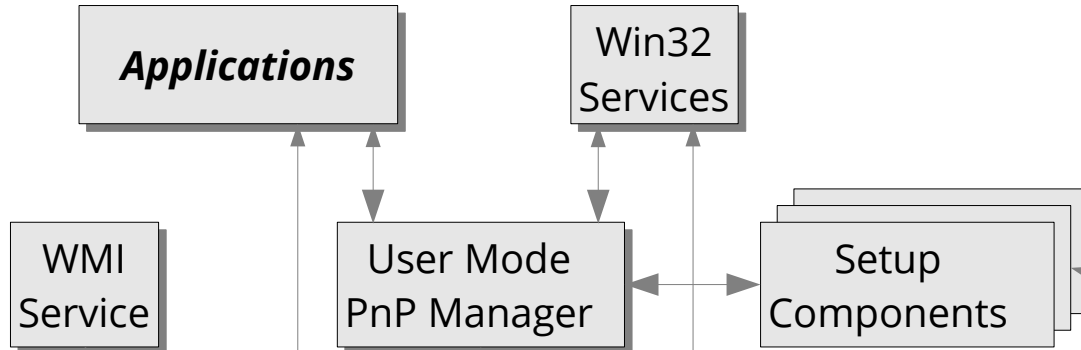 Applications
Win32
Services
WMI
Service
User Mode
PnP Manager
Setup
Components